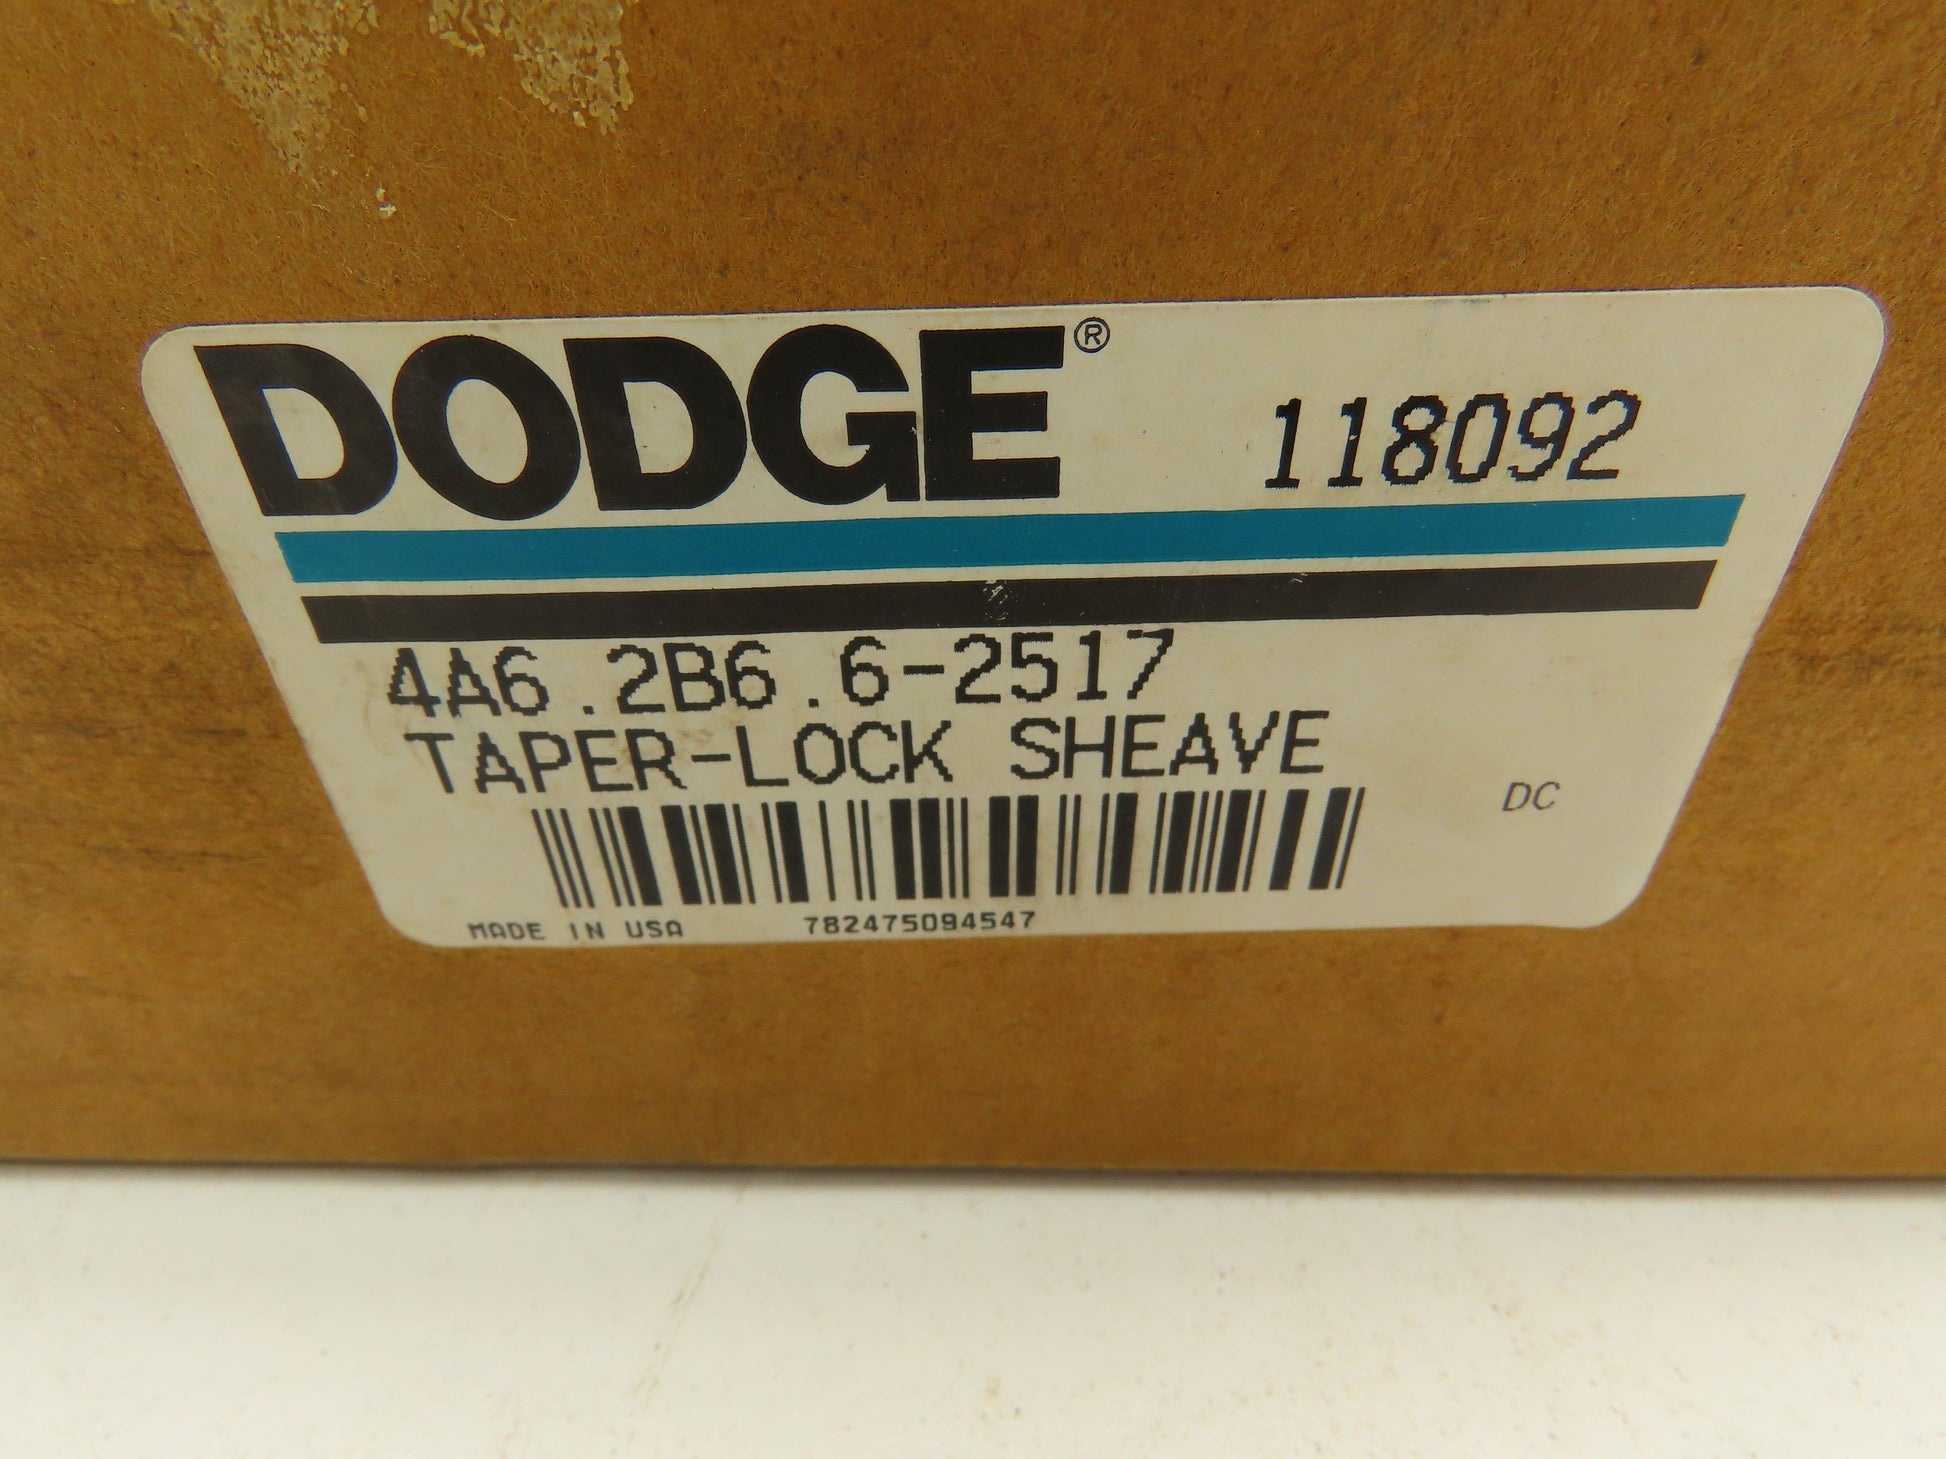 DODGE® 118092
4A6.2B6.6-2517
TAPER-LOCK SHEAVE
DC
MADE IN USA 782475094547